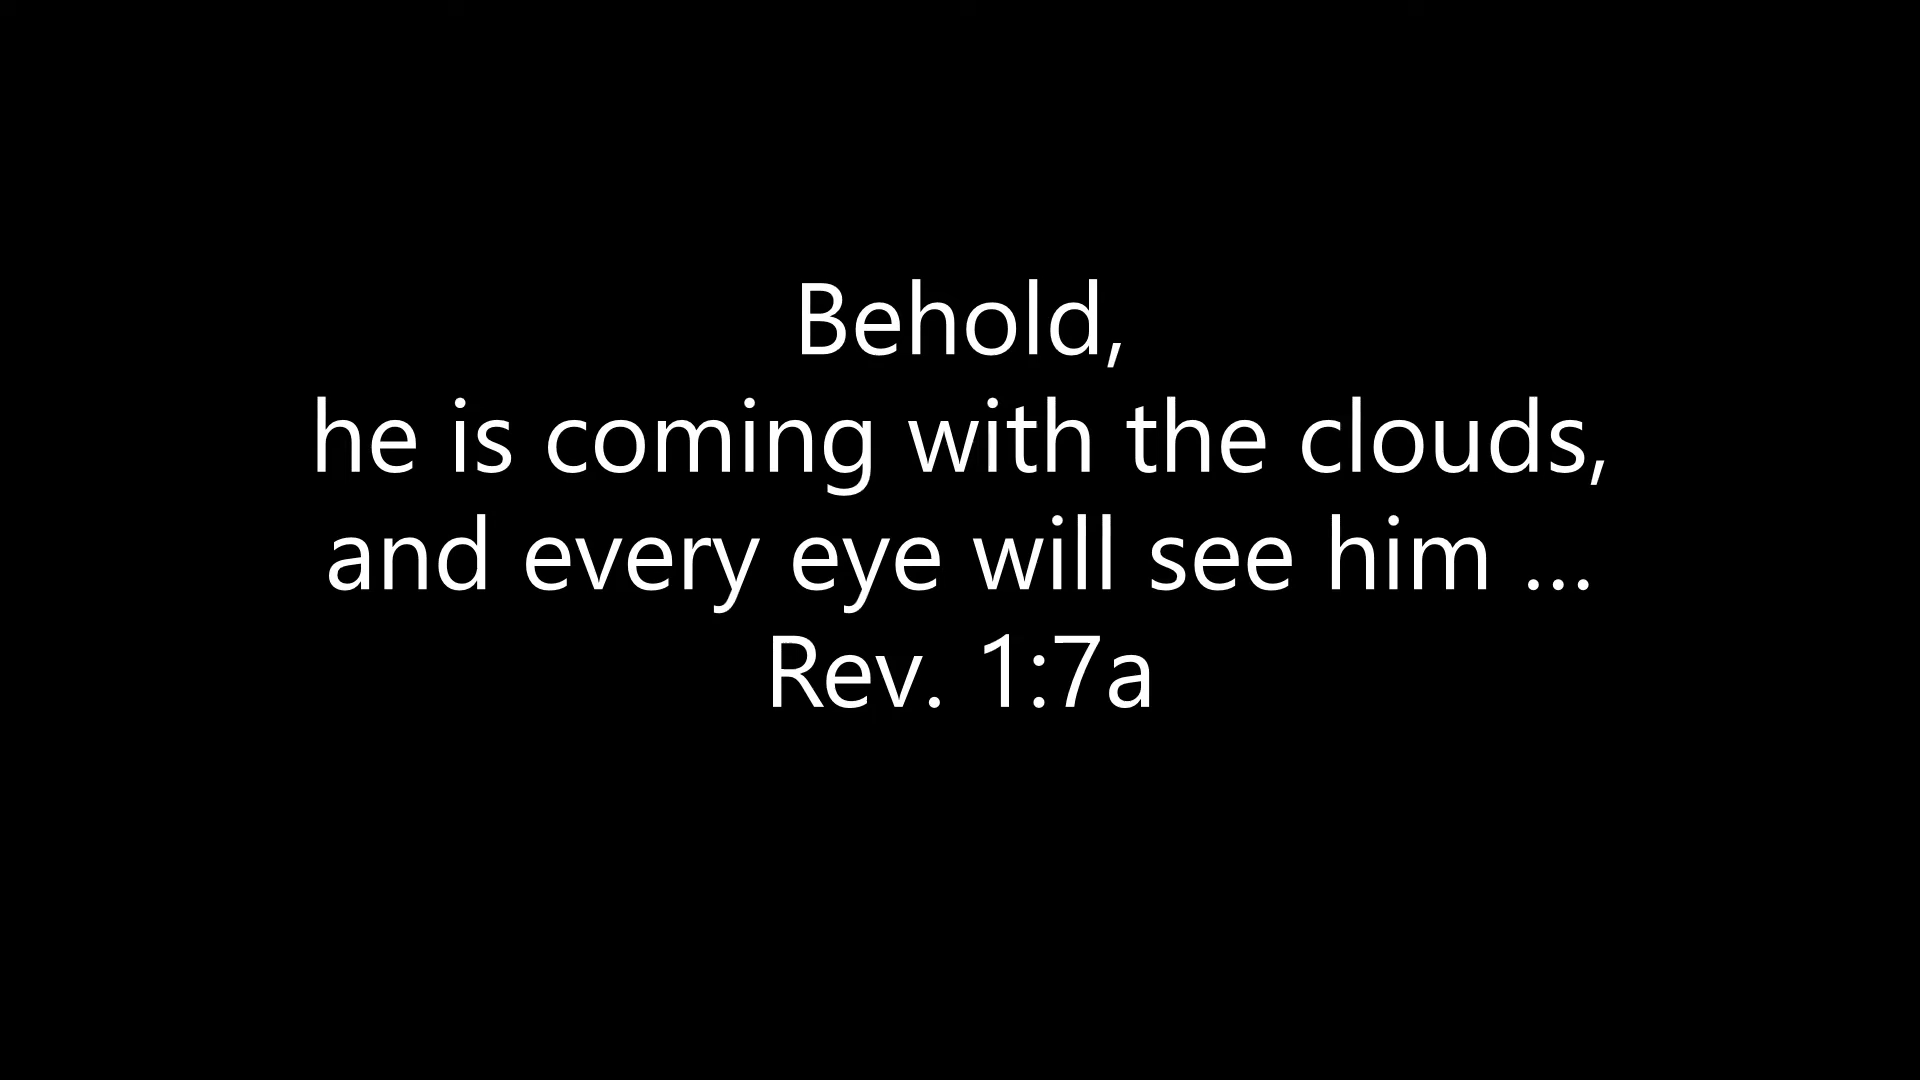 Behold,
he is coming with the clouds,
and every eye will see him ...
Rev. 1:7a